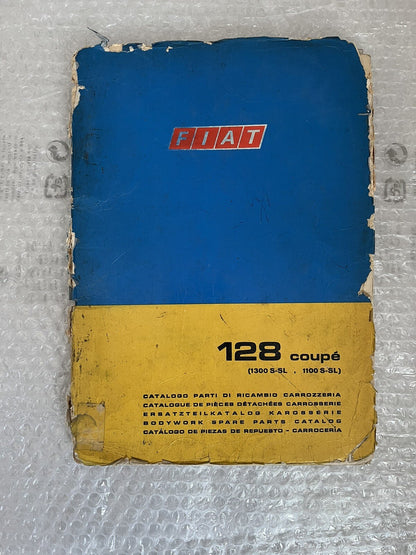 FIAT
128 coupé
(1300 S-SL . 1100 S-SL)
CATALOGO PARTI DI RICAMBIO CARROZZERIA
CATALOGUE DE PIÈCES DÉTACHÉES CARROSSERIE
ERSATZTEILKATALOG KAROSSERIE
BODYWORK SPARE PARTS CATALOG
CATÁLOGO DE PIEZAS DE REPUESTO - CARROCERÍA